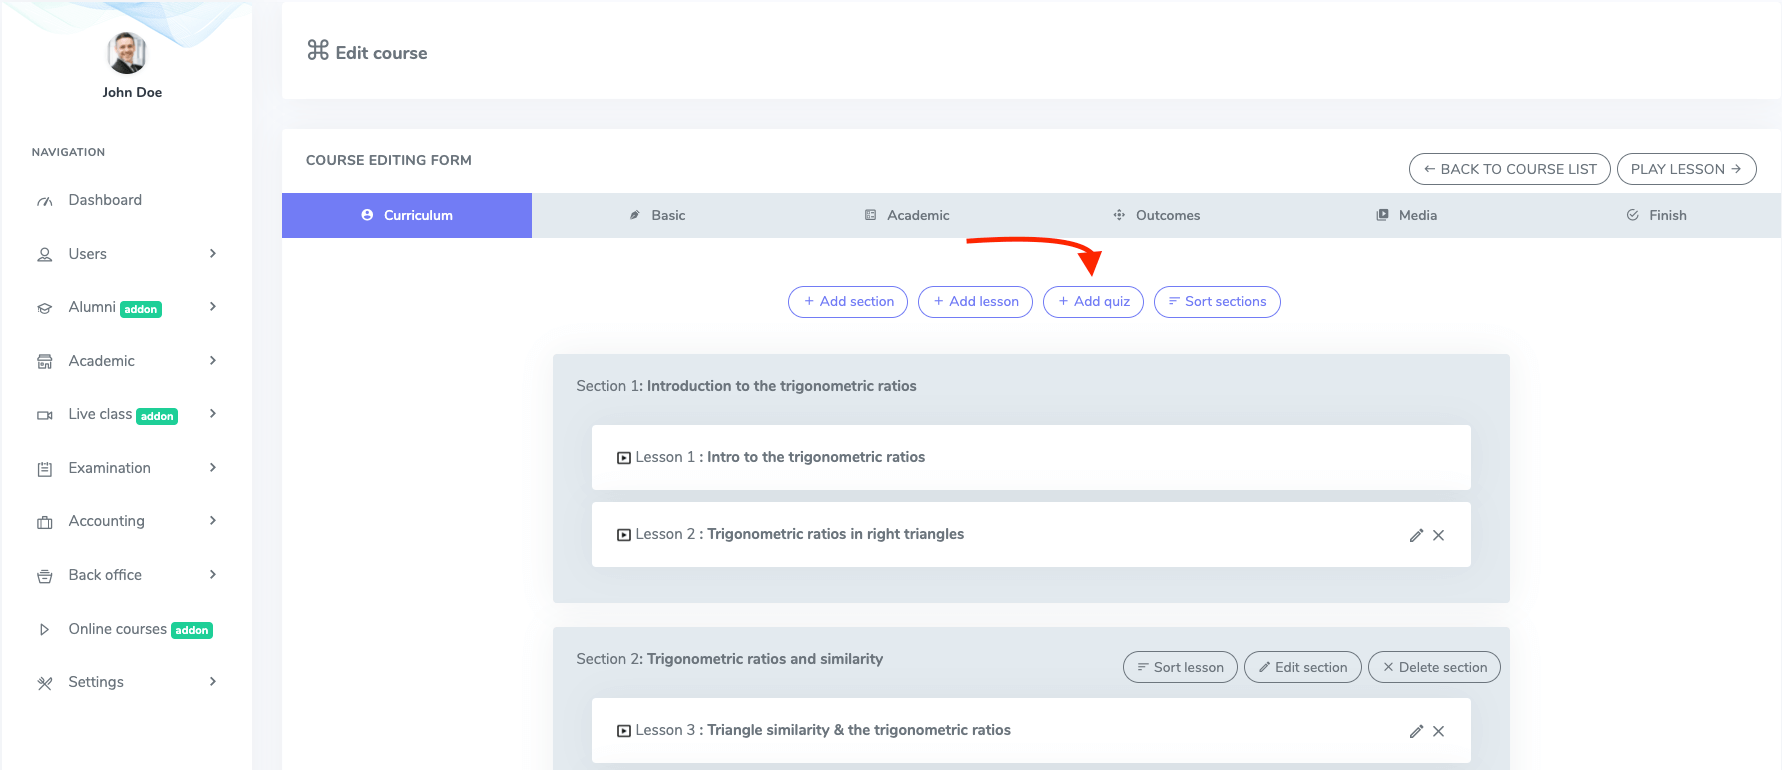 John Doe
NAVIGATION
Dashboard
Users
Alumni addon
Academic
Live class addon
Examination
Accounting
Back office
Online courses addon
Settings
Edit course
COURSE EDITING FORM
← BACK TO COURSE LIST
PLAY LESSON →
Curriculum
Basic
Academic
Outcomes
Media
Finish
+ Add section
+ Add lesson
+ Add quiz
Sort sections
Section 1: Introduction to the trigonometric ratios
Lesson 1 : Intro to the trigonometric ratios
Lesson 2 : Trigonometric ratios in right triangles
Section 2: Trigonometric ratios and similarity
Sort lesson
Edit section
Delete section
Lesson 3 : Triangle similarity & the trigonometric ratios